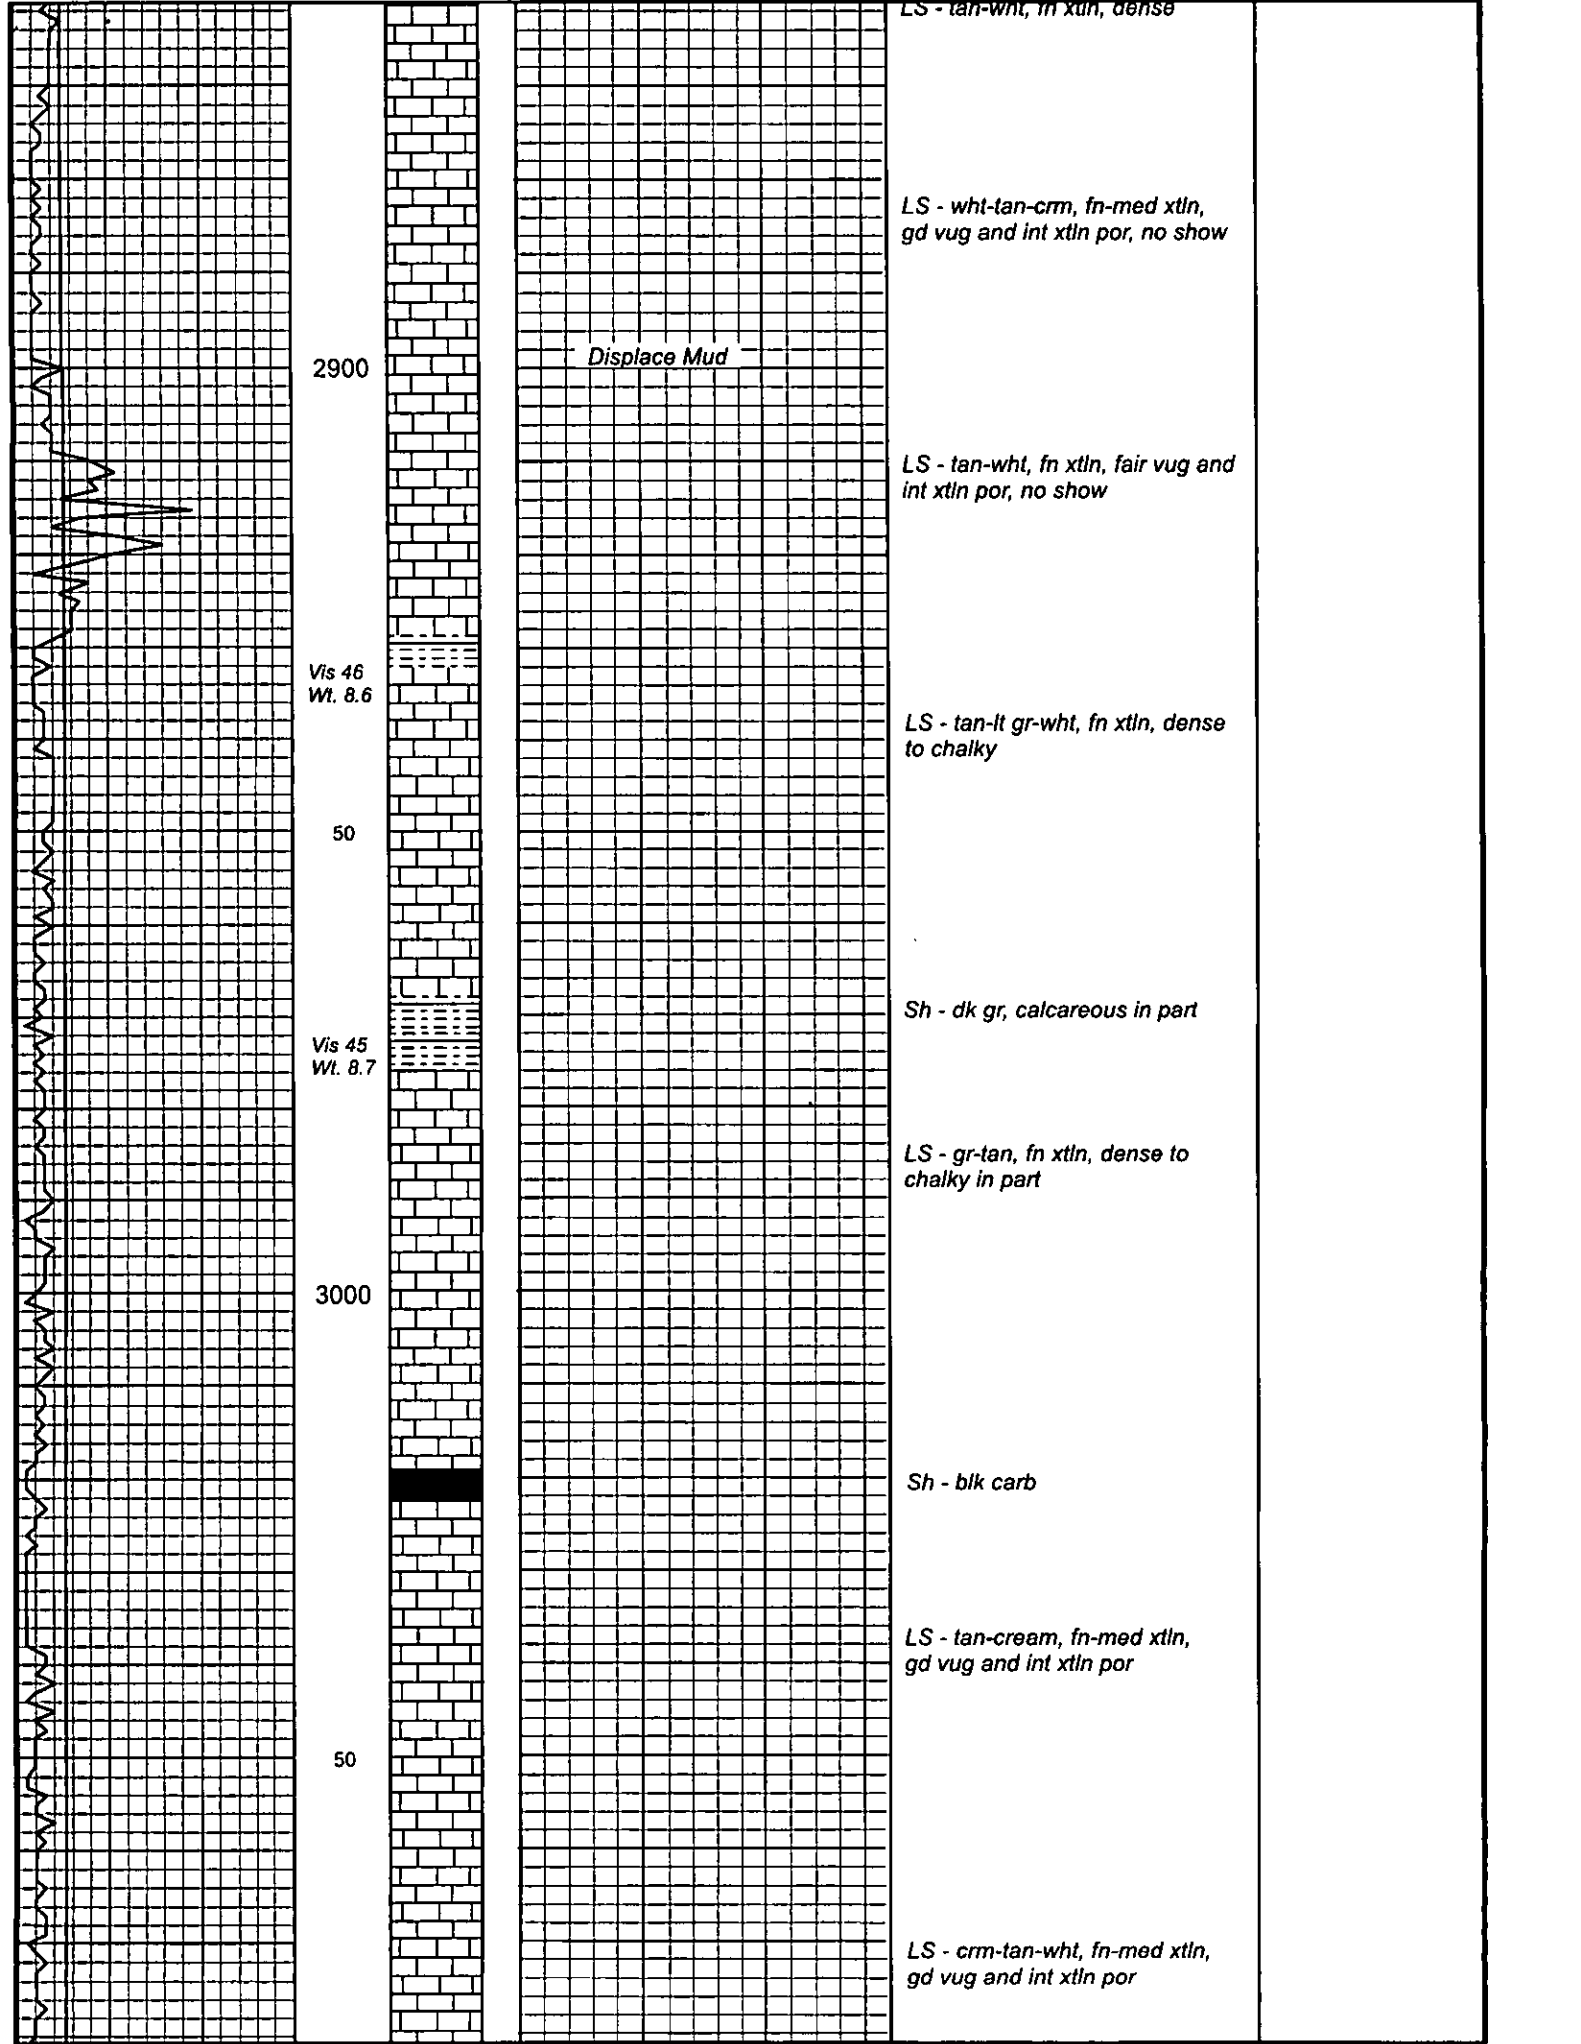 LS - tan-wht, fn xtln, dense
LS - wht-tan-crm, fn-med xtln,
gd vug and int xtln por, no show
2900
Displace Mud
LS - tan-wht, fn xtln, fair vug and
int xtln por, no show
Vis 46
Wt. 8.6
LS - tan-lt gr-wht, fn xtln, dense
to chalky
50
Sh - dk gr, calcareous in part
Vis 45
Wt. 8.7
LS - gr-tan, fn xtln, dense to
chalky in part
3000
Sh - blk carb
LS - tan-cream, fn-med xtln,
gd vug and int xtln por
50
LS - crm-tan-wht, fn-med xtln,
gd vug and int xtln por